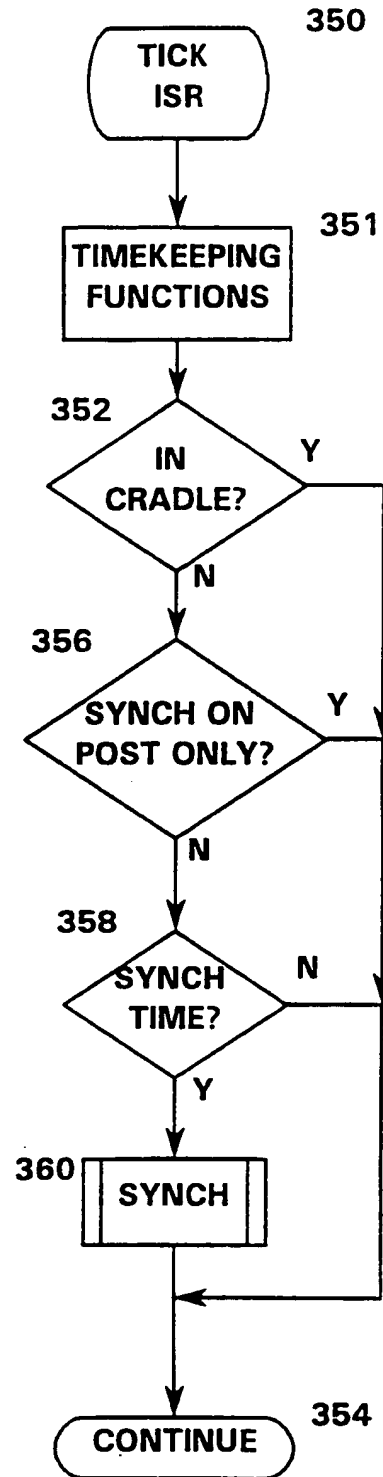 350
TICK
ISR
351
TIMEKEEPING
FUNCTIONS
352
IN
CRADLE?
Y
N
356
SYNCH ON
POST ONLY?
Y
N
358
SYNCH
TIME?
N
Y
360
SYNCH
354
CONTINUE